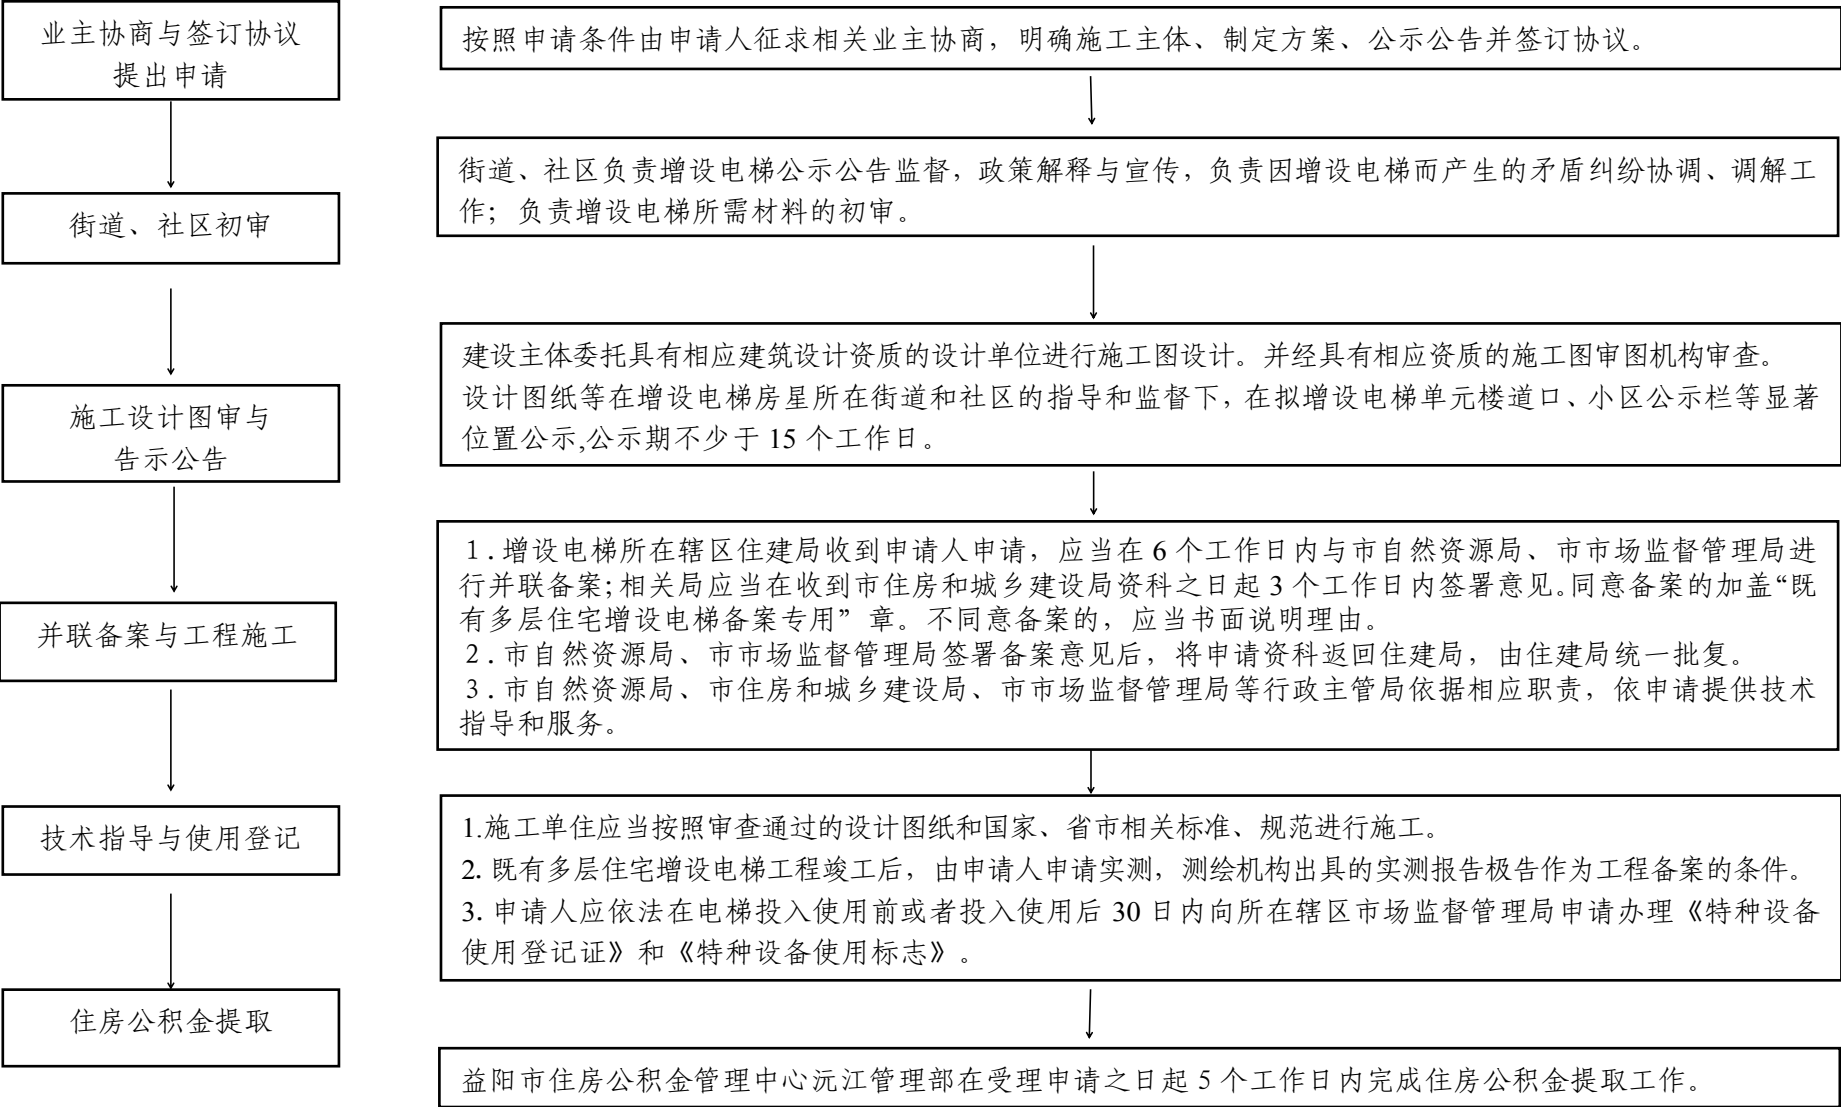 业主协商与签订协议
提出申请
按照申请条件由申请人征求相关业主协商，明确施工主体、制定方案、公示公告并签订协议。
街道、社区初审
街道、社区负责增设电梯公示公告监督，政策解释与宣传，负责因增设电梯而产生的矛盾纠纷协调、调解工
作；负责增设电梯所需材料的初审。
施工设计图审与
告示公告
建设主体委托具有相应建筑设计资质的设计单位进行施工图设计。并经具有相应资质的施工图审图机构审查。
设计图纸等在增设电梯房星所在街道和社区的指导和监督下，在拟增设电梯单元楼道口、小区公示栏等显著
位置公示,公示期不少于 15 个工作日。
并联备案与工程施工
１.增设电梯所在辖区住建局收到申请人申请，应当在 6 个工作日内与市自然资源局、市市场监督管理局进
行并联备案；相关局应当在收到市住房和城乡建设局资科之日起 3 个工作日内签署意见。同意备案的加盖“既
有多层住宅增设电梯备案专用”章。不同意备案的，应当书面说明理由。
２.市自然资源局、市市场监督管理局签署备案意见后，将申请资科返回住建局，由住建局统一批复。
３.市自然资源局、市住房和城乡建设局、市市场监督管理局等行政主管局依据相应职责，依申请提供技术
指导和服务。
技术指导与使用登记
1.施工单住应当按照审查通过的设计图纸和国家、省市相关标准、规范进行施工。
2. 既有多层住宅增设电梯工程竣工后，由申请人申请实测，测绘机构出具的实测报告极告作为工程备案的条件。
3. 申请人应依法在电梯投入使用前或者投入使用后 30 日内向所在辖区市场监督管理局申请办理《特种设备
使用登记证》和《特种设备使用标志》。
住房公积金提取
益阳市住房公积金管理中心沅江管理部在受理申请之日起 5 个工作日内完成住房公积金提取工作。